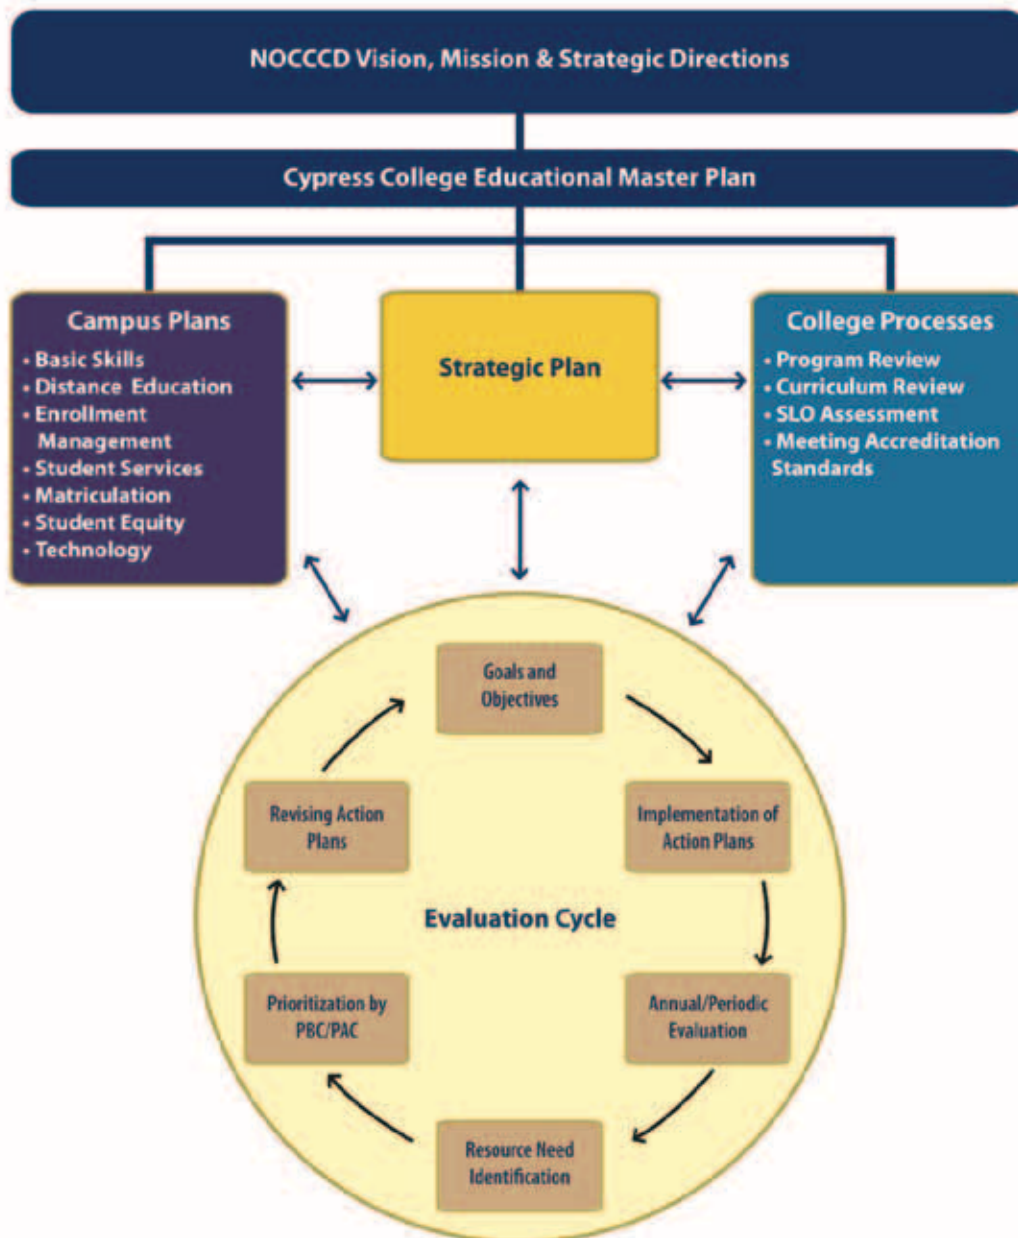 NOCCCD Vision, Mission & Strategic Directions
Cypress College Educational Master Plan
Campus Plans
• Basic Skills
• Distance Education
• Enrollment
Management
• Student Services
• Matriculation
• Student Equity
• Technology
Strategic Plan
College Processes
• Program Review
• Curriculum Review
• SLO Assessment
• Meeting Accreditation
Standards
Goals and
Objectives
Implementation of
Action Plans
Annual/Periodic
Evaluation
Resource Need
Identification
Prioritization by
PBC/PAC
Revising Action
Plans
Evaluation Cycle